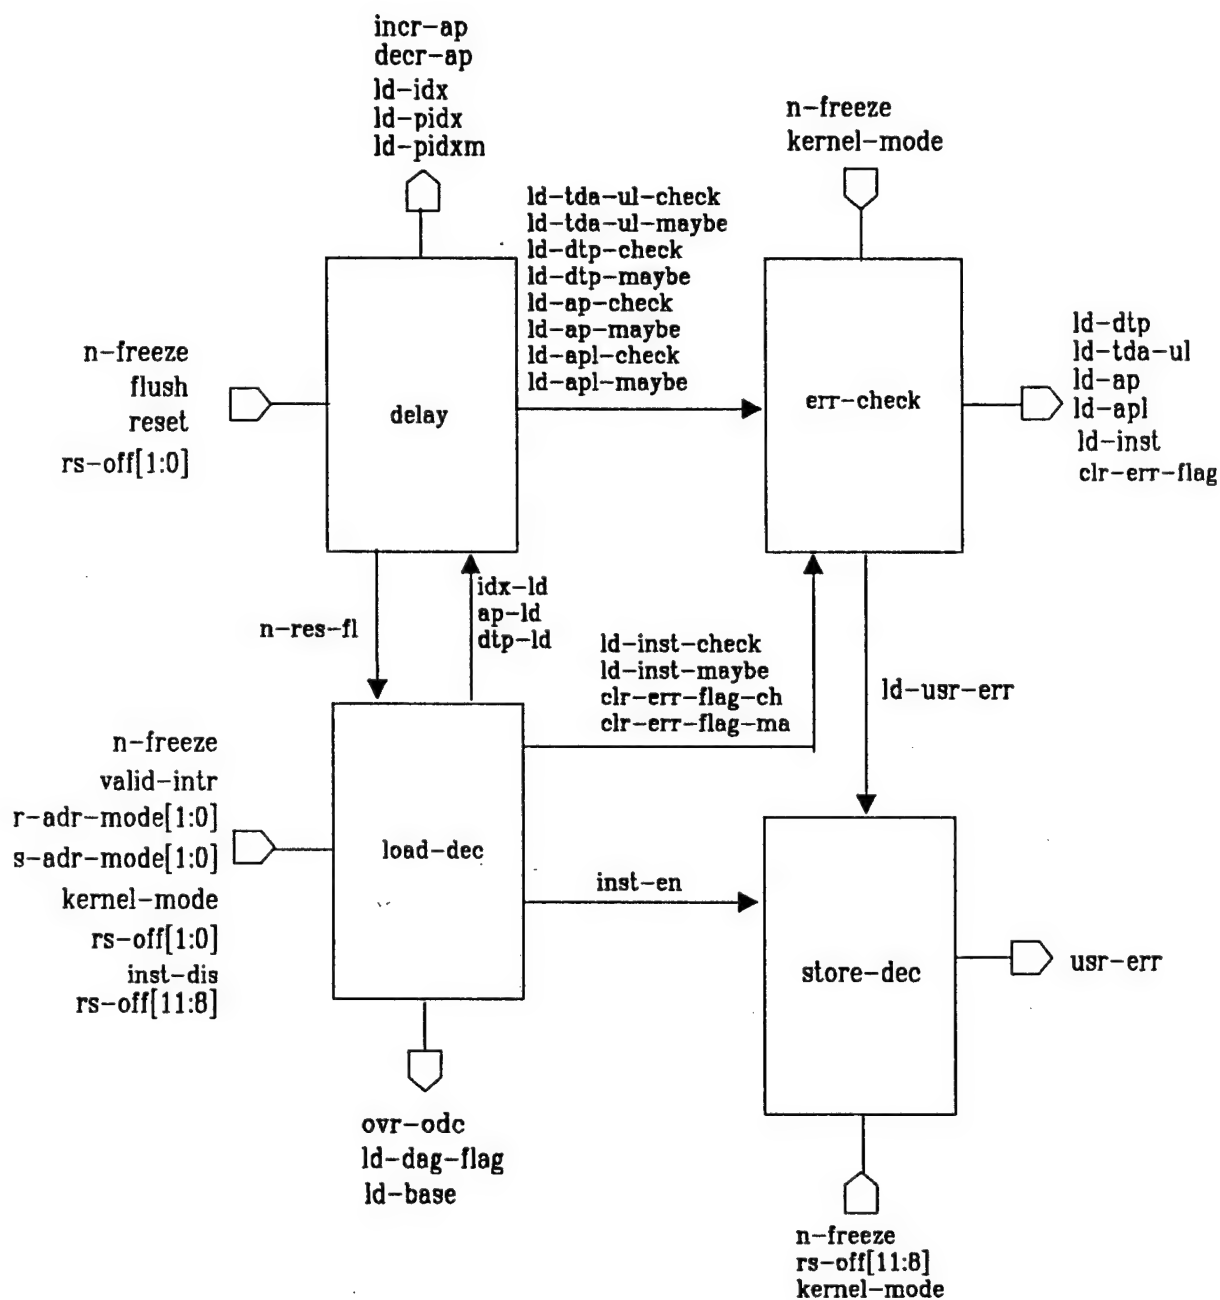 incr-ap
decr-ap
ld-idx
ld-pidx
ld-pidxm
n-freeze
kernel-mode
ld-tda-ul-check
ld-tda-ul-maybe
ld-dtp-check
ld-dtp-maybe
ld-ap-check
ld-ap-maybe
ld-apl-check
ld-apl-maybe
n-freeze
flush
reset
rs-off[1:0]
delay
err-check
ld-dtp
ld-tda-ul
ld-ap
ld-apl
ld-inst
clr-err-flag
n-res-fl
idx-ld
ap-ld
dtp-ld
ld-inst-check
ld-inst-maybe
clr-err-flag-ch
clr-err-flag-ma
ld-usr-err
n-freeze
valid-intr
r-adr-mode[1:0]
s-adr-mode[1:0]
kernel-mode
rs-off[1:0]
inst-dis
rs-off[11:8]
load-dec
inst-en
store-dec
usr-err
ovr-odc
ld-dag-flag
ld-base
n-freeze
rs-off[11:8]
kernel-mode